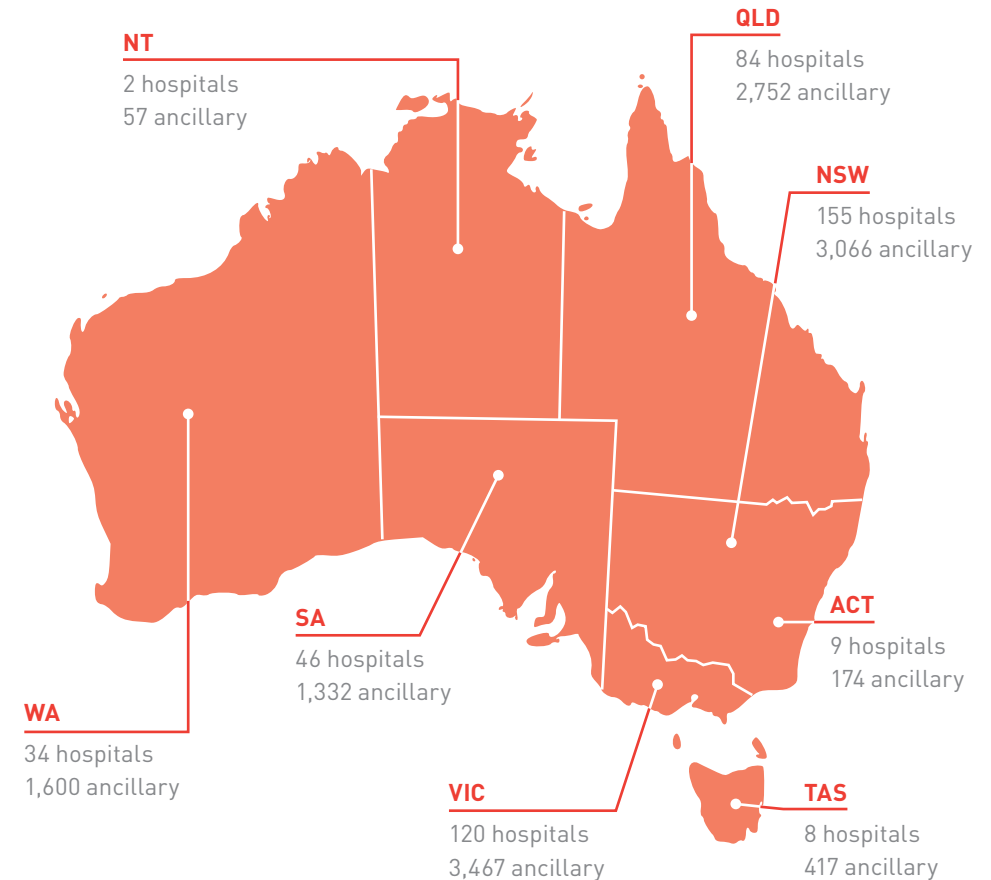 QLD
84 hospitals
2,752 ancillary
NT
2 hospitals
57 ancillary
NSW
155 hospitals
3,066 ancillary
ACT
9 hospitals
174 ancillary
SA
46 hospitals
1,332 ancillary
WA
34 hospitals
1,600 ancillary
VIC
120 hospitals
3,467 ancillary
TAS
8 hospitals
417 ancillary